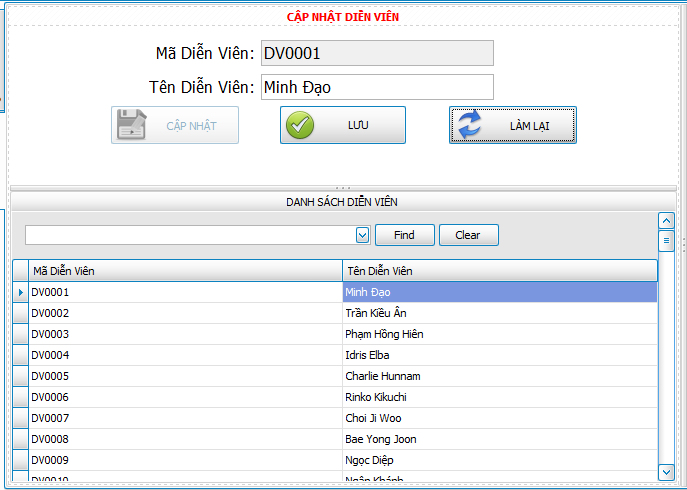 CẬP NHẬT DIỄN VIÊN
Mã Diễn Viên: DV0001
Tên Diễn Viên: Minh Đạo
CẬP NHẬT LƯU LÀM LẠI
DANH SÁCH DIỄN VIÊN
Find Clear
Mã Diễn Viên Tên Diễn Viên
DV0001 Minh Đạo
DV0002 Trần Kiều Ân
DV0003 Phạm Hồng Hiên
DV0004 Idris Elba
DV0005 Charlie Hunnam
DV0006 Rinko Kikuchi
DV0007 Choi Ji Woo
DV0008 Bae Yong Joon
DV0009 Ngọc Diệp
DV0010 Ngân Khánh